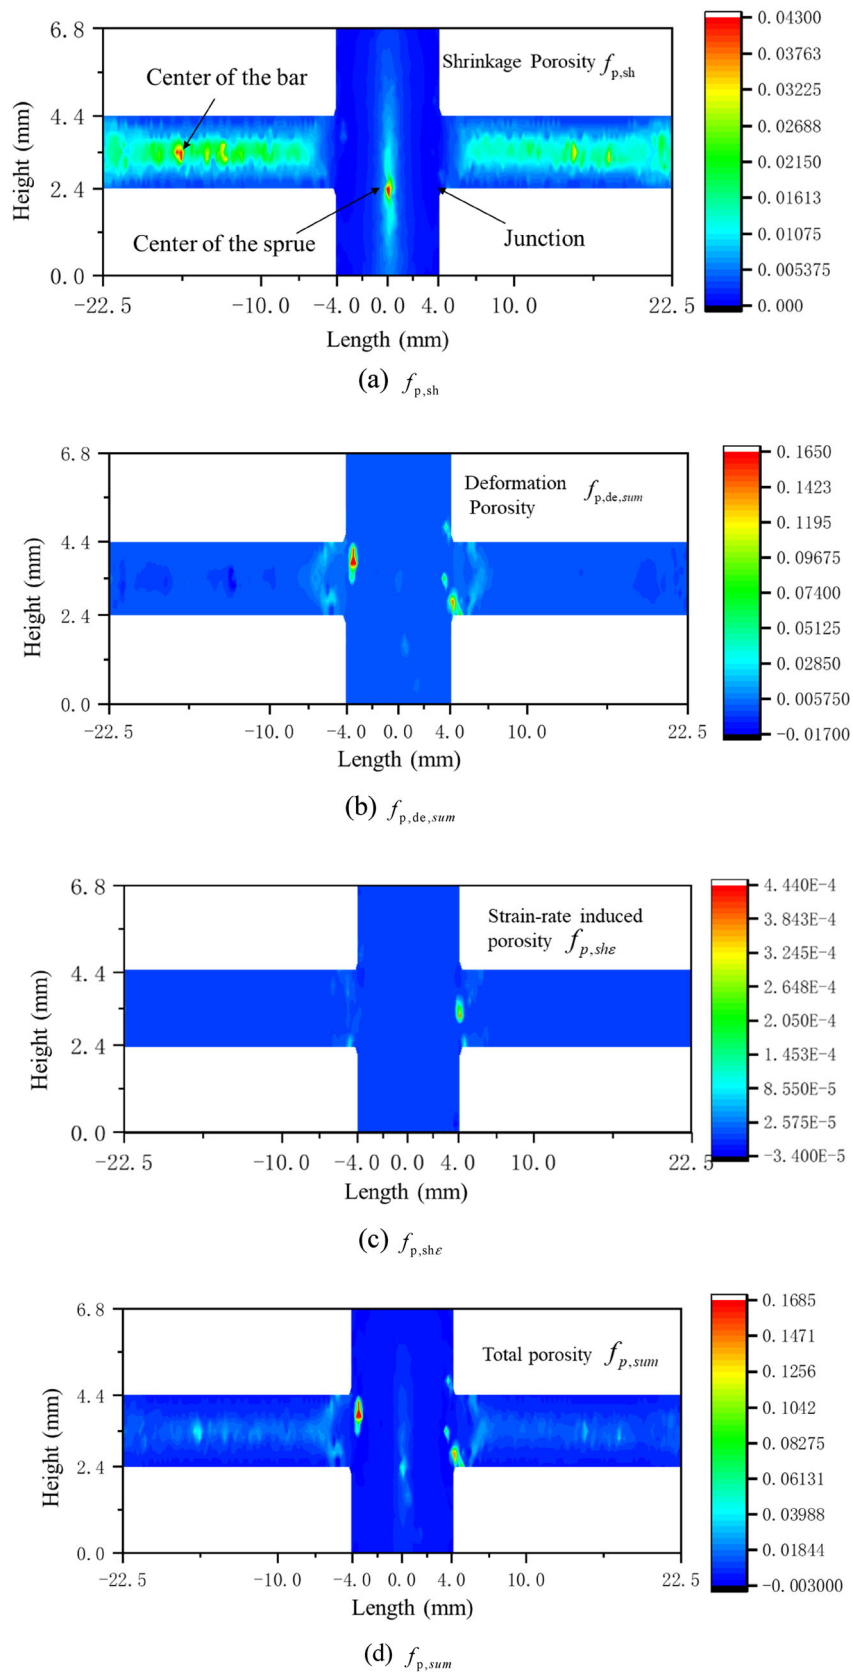 6.8
4.4
2.4
0.0
Height (mm)
Center of the bar
Shrinkage Porosity f p,sh
Center of the sprue
Junction
-22.5 -10.0 -4.0 0.0 4.0 10.0 22.5
Length (mm)
0.04300
0.03763
0.03225
0.02688
0.02150
0.01613
0.01075
0.005375
0.000
(a) f p,sh
6.8
4.4
2.4
0.0
Height (mm)
Deformation f p,de,sum
Porosity
-22.5 -10.0 -4.0 0.0 4.0 10.0 22.5
Length (mm)
0.1650
0.1423
0.1195
0.09675
0.07400
0.05125
0.02850
0.005750
-0.01700
(b) f p,de,sum
6.8
4.4
2.4
0.0
Height (mm)
Strain-rate induced
porosity f p,shε
-22.5 -10.0 -4.0 0.0 4.0 10.0 22.5
Length (mm)
4.440E-4
3.843E-4
3.245E-4
2.648E-4
2.050E-4
1.453E-4
8.550E-5
2.575E-5
-3.400E-5
(c) f p,shε
6.8
4.4
2.4
0.0
Height (mm)
Total porosity f p,sum
-22.5 -10.0 -4.0 0.0 4.0 10.0 22.5
Length (mm)
0.1685
0.1471
0.1256
0.1042
0.08275
0.06131
0.03988
0.01844
-0.003000
(d) f p,sum